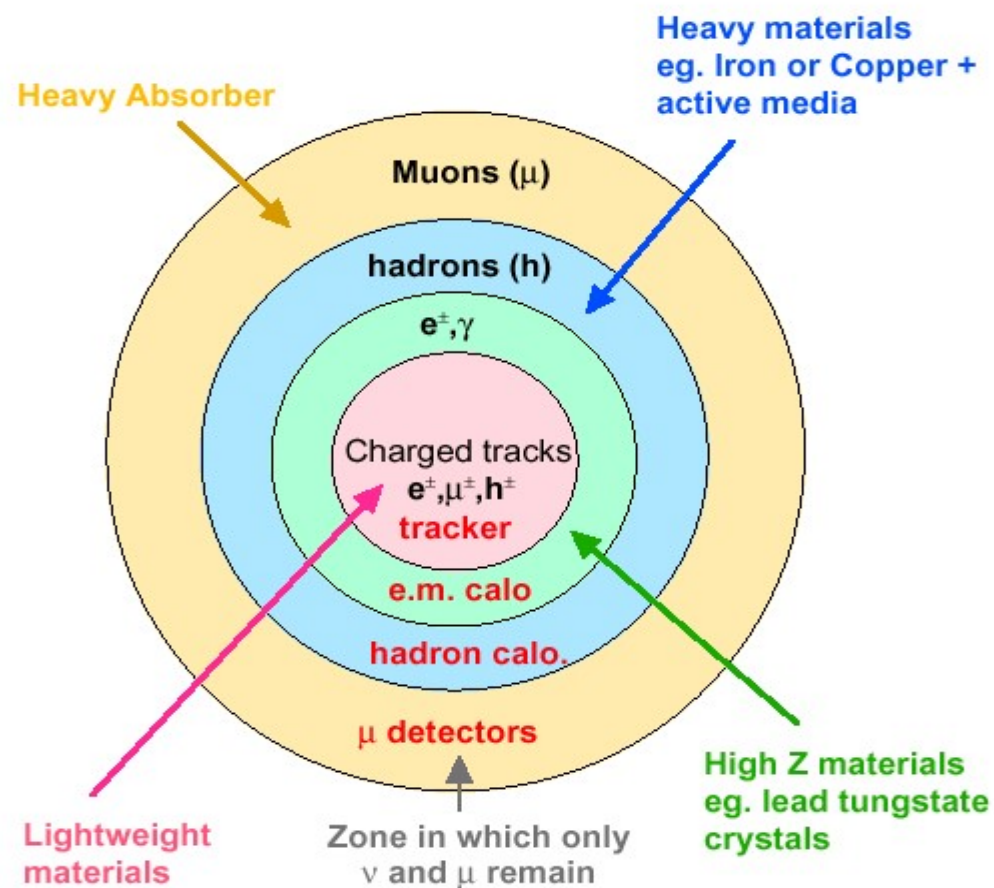 Heavy materials
eg. Iron or Copper +
active media
Heavy Absorber
Muons (μ)
hadrons (h)
e±,γ
Charged tracks
e±,μ±,h±
tracker
e.m. calo
hadron calo.
μ detectors
High Z materials
eg. lead tungstate
crystals
Lightweight
materials
Zone in which only
ν and μ remain